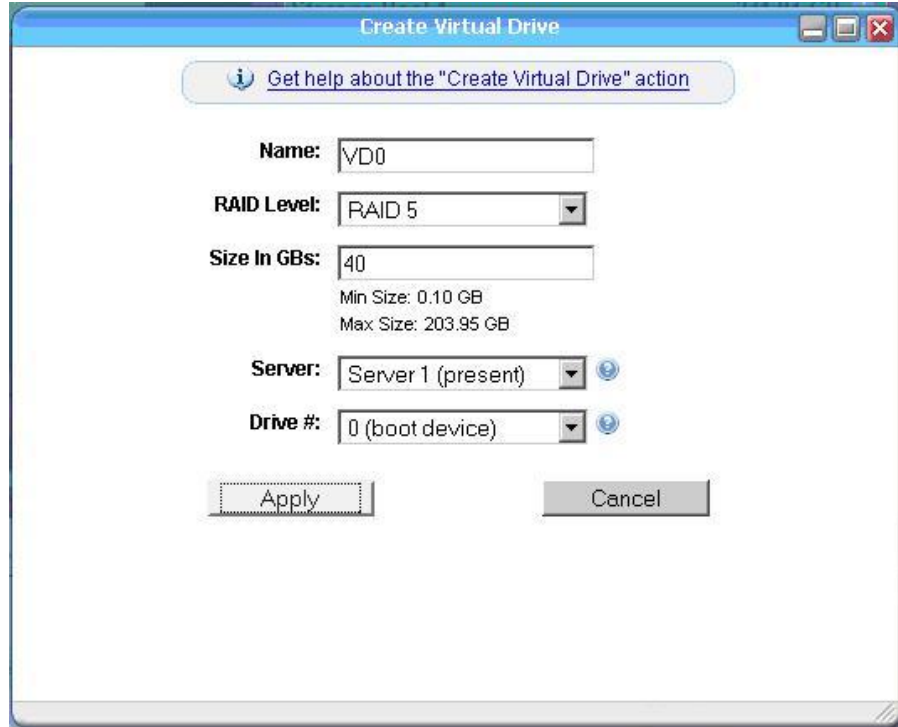 Create Virtual Drive
Get help about the "Create Virtual Drive" action
Name: VD0
RAID Level: RAID 5
Size In GBs: 40
Min Size: 0.10 GB
Max Size: 203.95 GB
Server: Server 1 (present)
Drive #: 0 (boot device)
Apply Cancel